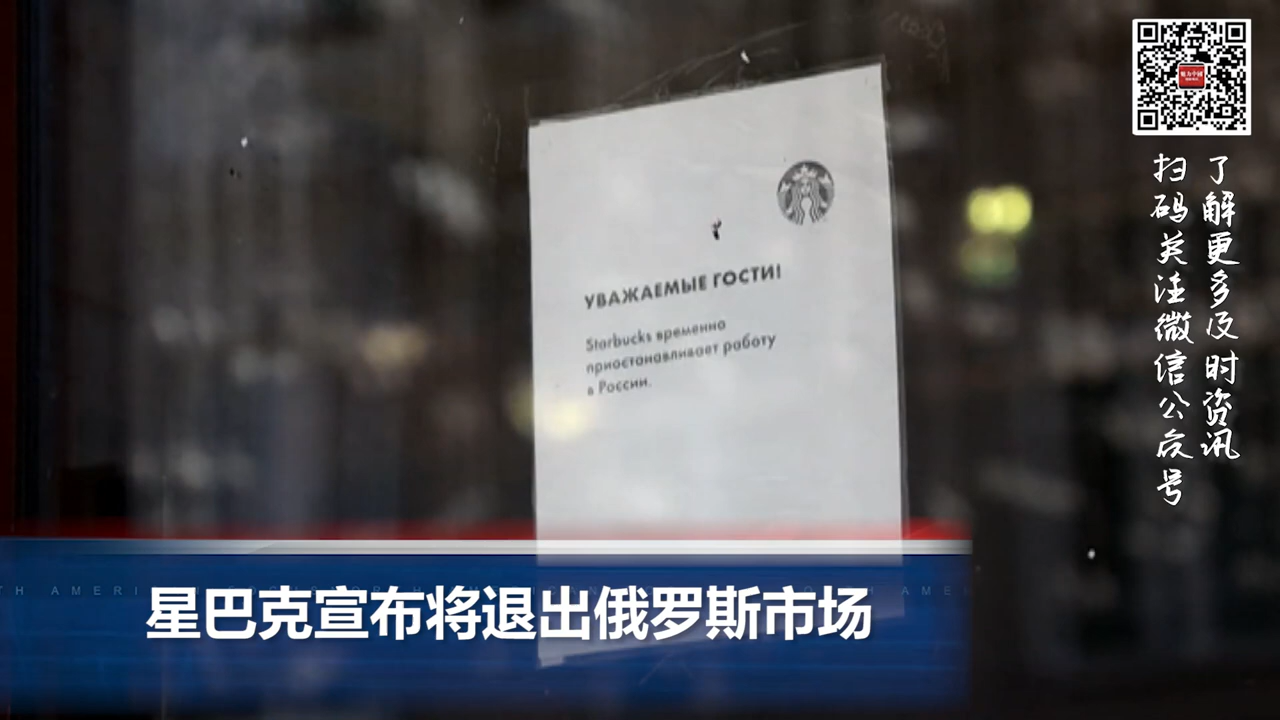 УВАЖАЕМЫЕ ГОСТИ!
Starbucks временно
приостанавливает работу
в России.
了解更多及时资讯
扫码关注微信公众号
星巴克宣布将退出俄罗斯市场